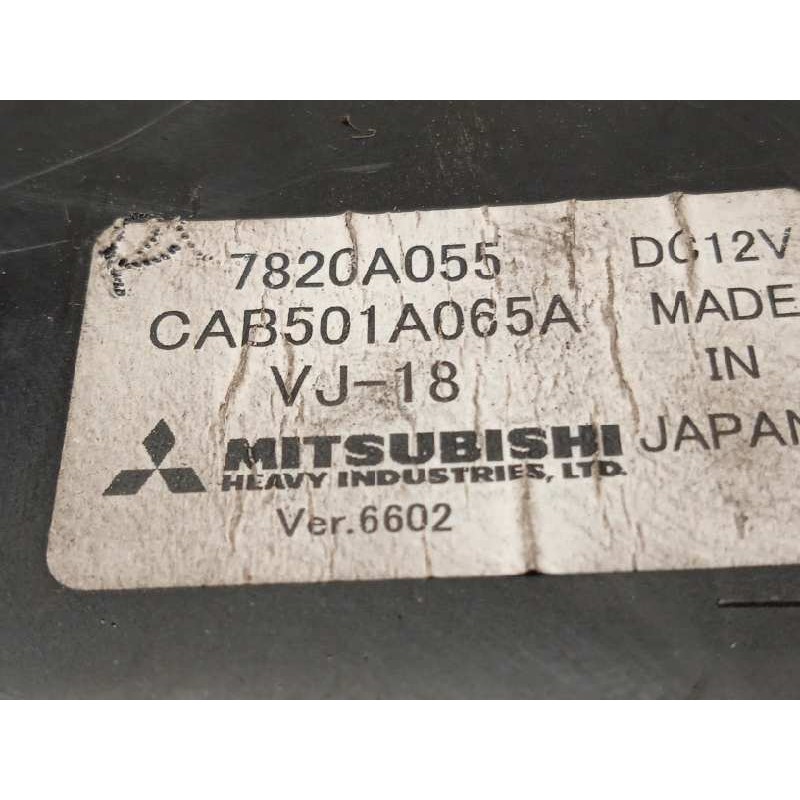 7820A055
CAB501A065A
VJ-18
MITSUBISHI
HEAVY INDUSTRIES, LTD.
Ver.6602
DC12V
MADE
IN
JAPAN